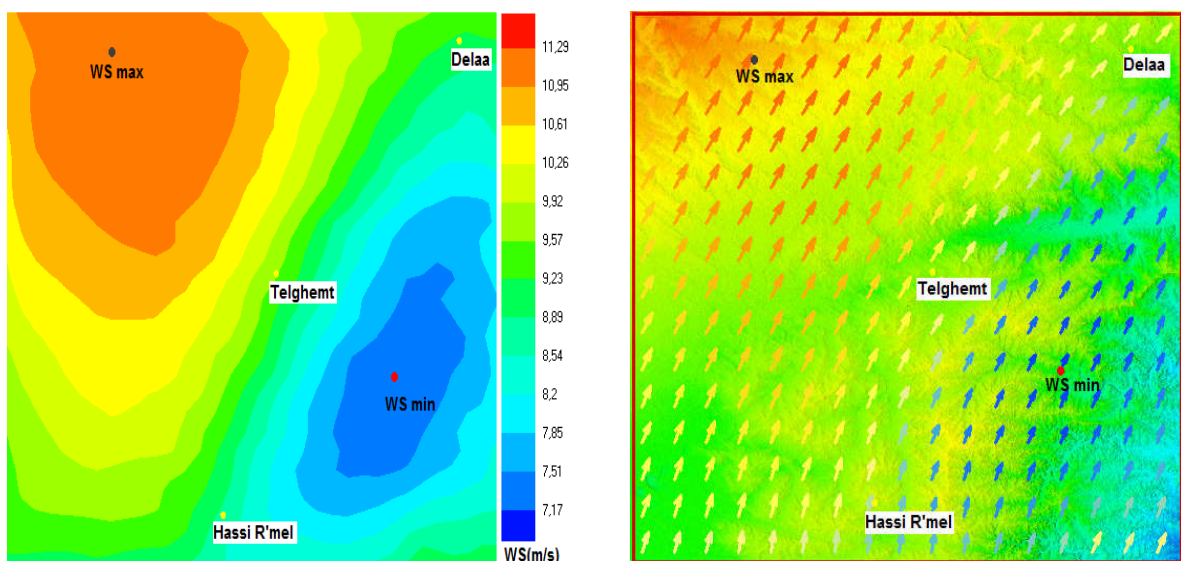 WS max
Delaa
Telghemt
WS min
Hassi R'mel
11,29
10,95
10,61
10,26
9,92
9,57
9,23
8,89
8,54
8,2
7,85
7,51
7,17
WS(m/s)
WS max
Delaa
Telghemt
WS min
Hassi R'mel